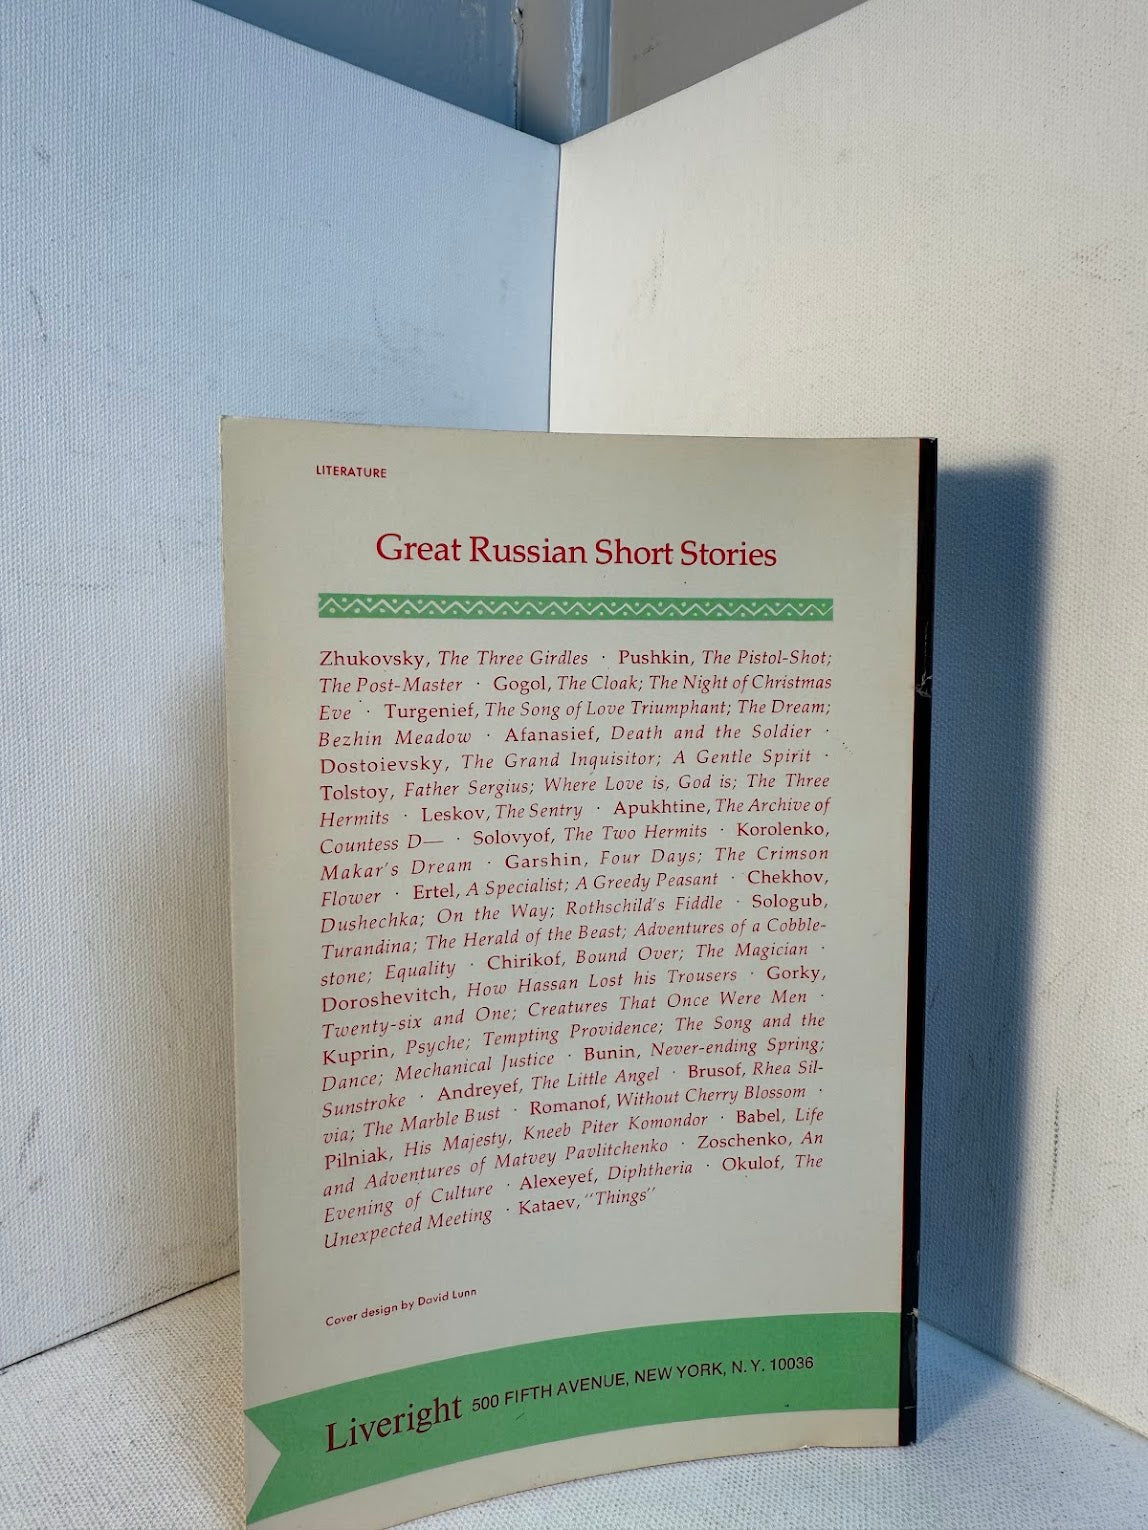 LITERATURE
Great Russian Short Stories
Zhukovsky, The Three Girdles · Pushkin, The Pistol-Shot;
The Post-Master · Gogol, The Cloak; The Night of Christmas
Eve · Turgenief, The Song of Love Triumphant; The Dream;
Bezhin Meadow · Afanasief, Death and the Soldier ·
Dostoievsky, The Grand Inquisitor; A Gentle Spirit ·
Tolstoy, Father Sergius; Where Love is, God is; The Three
Hermits · Leskov, The Sentry · Apukhtine, The Archive of
Countess D— · Solovyof, The Two Hermits · Korolenko,
Makar's Dream · Garshin, Four Days; The Crimson
Flower · Ertel, A Specialist; A Greedy Peasant · Chekhov,
Dushechka; On the Way; Rothschild's Fiddle · Sologub,
Turandina; The Herald of the Beast; Adventures of a Cobble-
stone; Equality · Chirikof, Bound Over; The Magician ·
Doroshevitch, How Hassan Lost his Trousers · Gorky,
Twenty-six and One; Creatures That Once Were Men ·
Kuprin, Psyche; Tempting Providence; The Song and the
Dance; Mechanical Justice · Bunin, Never-ending Spring;
Sunstroke · Andreyef, The Little Angel · Brusof, Rhea Sil-
via; The Marble Bust · Romanof, Without Cherry Blossom ·
Pilniak, His Majesty, Kneeb Piter Komondor · Babel, Life
and Adventures of Matvey Pavlitchenko · Zoschenko, An
Evening of Culture · Alexeyef, Diphtheria · Okulof, The
Unexpected Meeting · Kataev, "Things"
Cover design by David Lunn
Liveright 500 FIFTH AVENUE, NEW YORK, N.Y. 10036